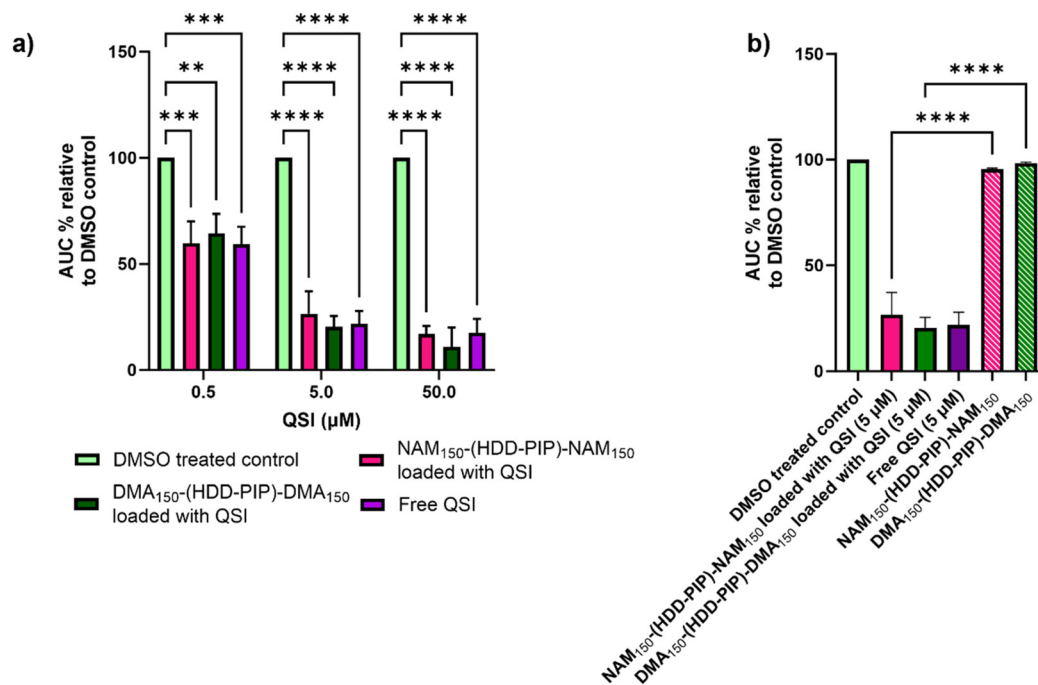 a)
AUC % relative
to DMSO control
150
100
50
0
***
**
***
****
****
****
****
****
****
0.5
5.0
50.0
QSI (µM)
DMSO treated control
NAM₁₅₀-(HDD-PIP)-NAM₁₅₀
loaded with QSI
DMA₁₅₀-(HDD-PIP)-DMA₁₅₀
loaded with QSI
Free QSI
b)
AUC % relative
to DMSO control
150
100
50
0
****
****
DMSO treated control
NAM₁₅₀-(HDD-PIP)-NAM₁₅₀ loaded with QSI (5 µM)
DMA₁₅₀-(HDD-PIP)-DMA₁₅₀ loaded with QSI (5 µM)
Free QSI (5 µM)
NAM₁₅₀-(HDD-PIP)-NAM₁₅₀
DMA₁₅₀-(HDD-PIP)-DMA₁₅₀